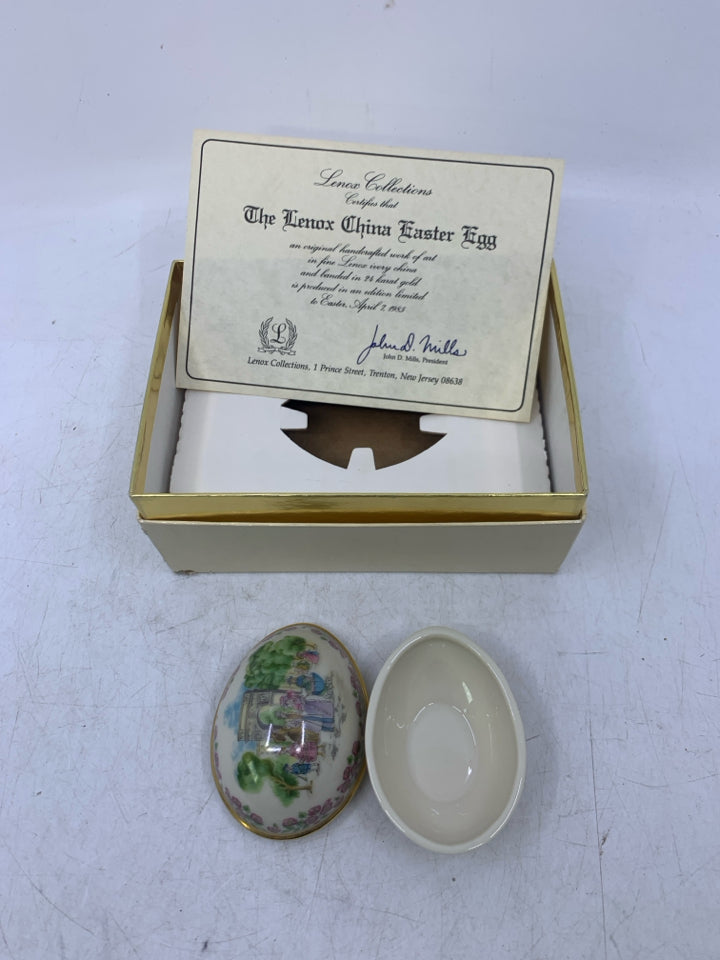 Lenox Collections
Certifies that
The Lenox China Easter Egg
an original handcrafted work of art
in fine Lenox ivory china
and banded in 24 karat gold
is produced in an edition limited
to Easter, April 7, 1985
L
John D. Mills
John D. Mills, President
Lenox Collections, 1 Prince Street, Trenton, New Jersey 08638